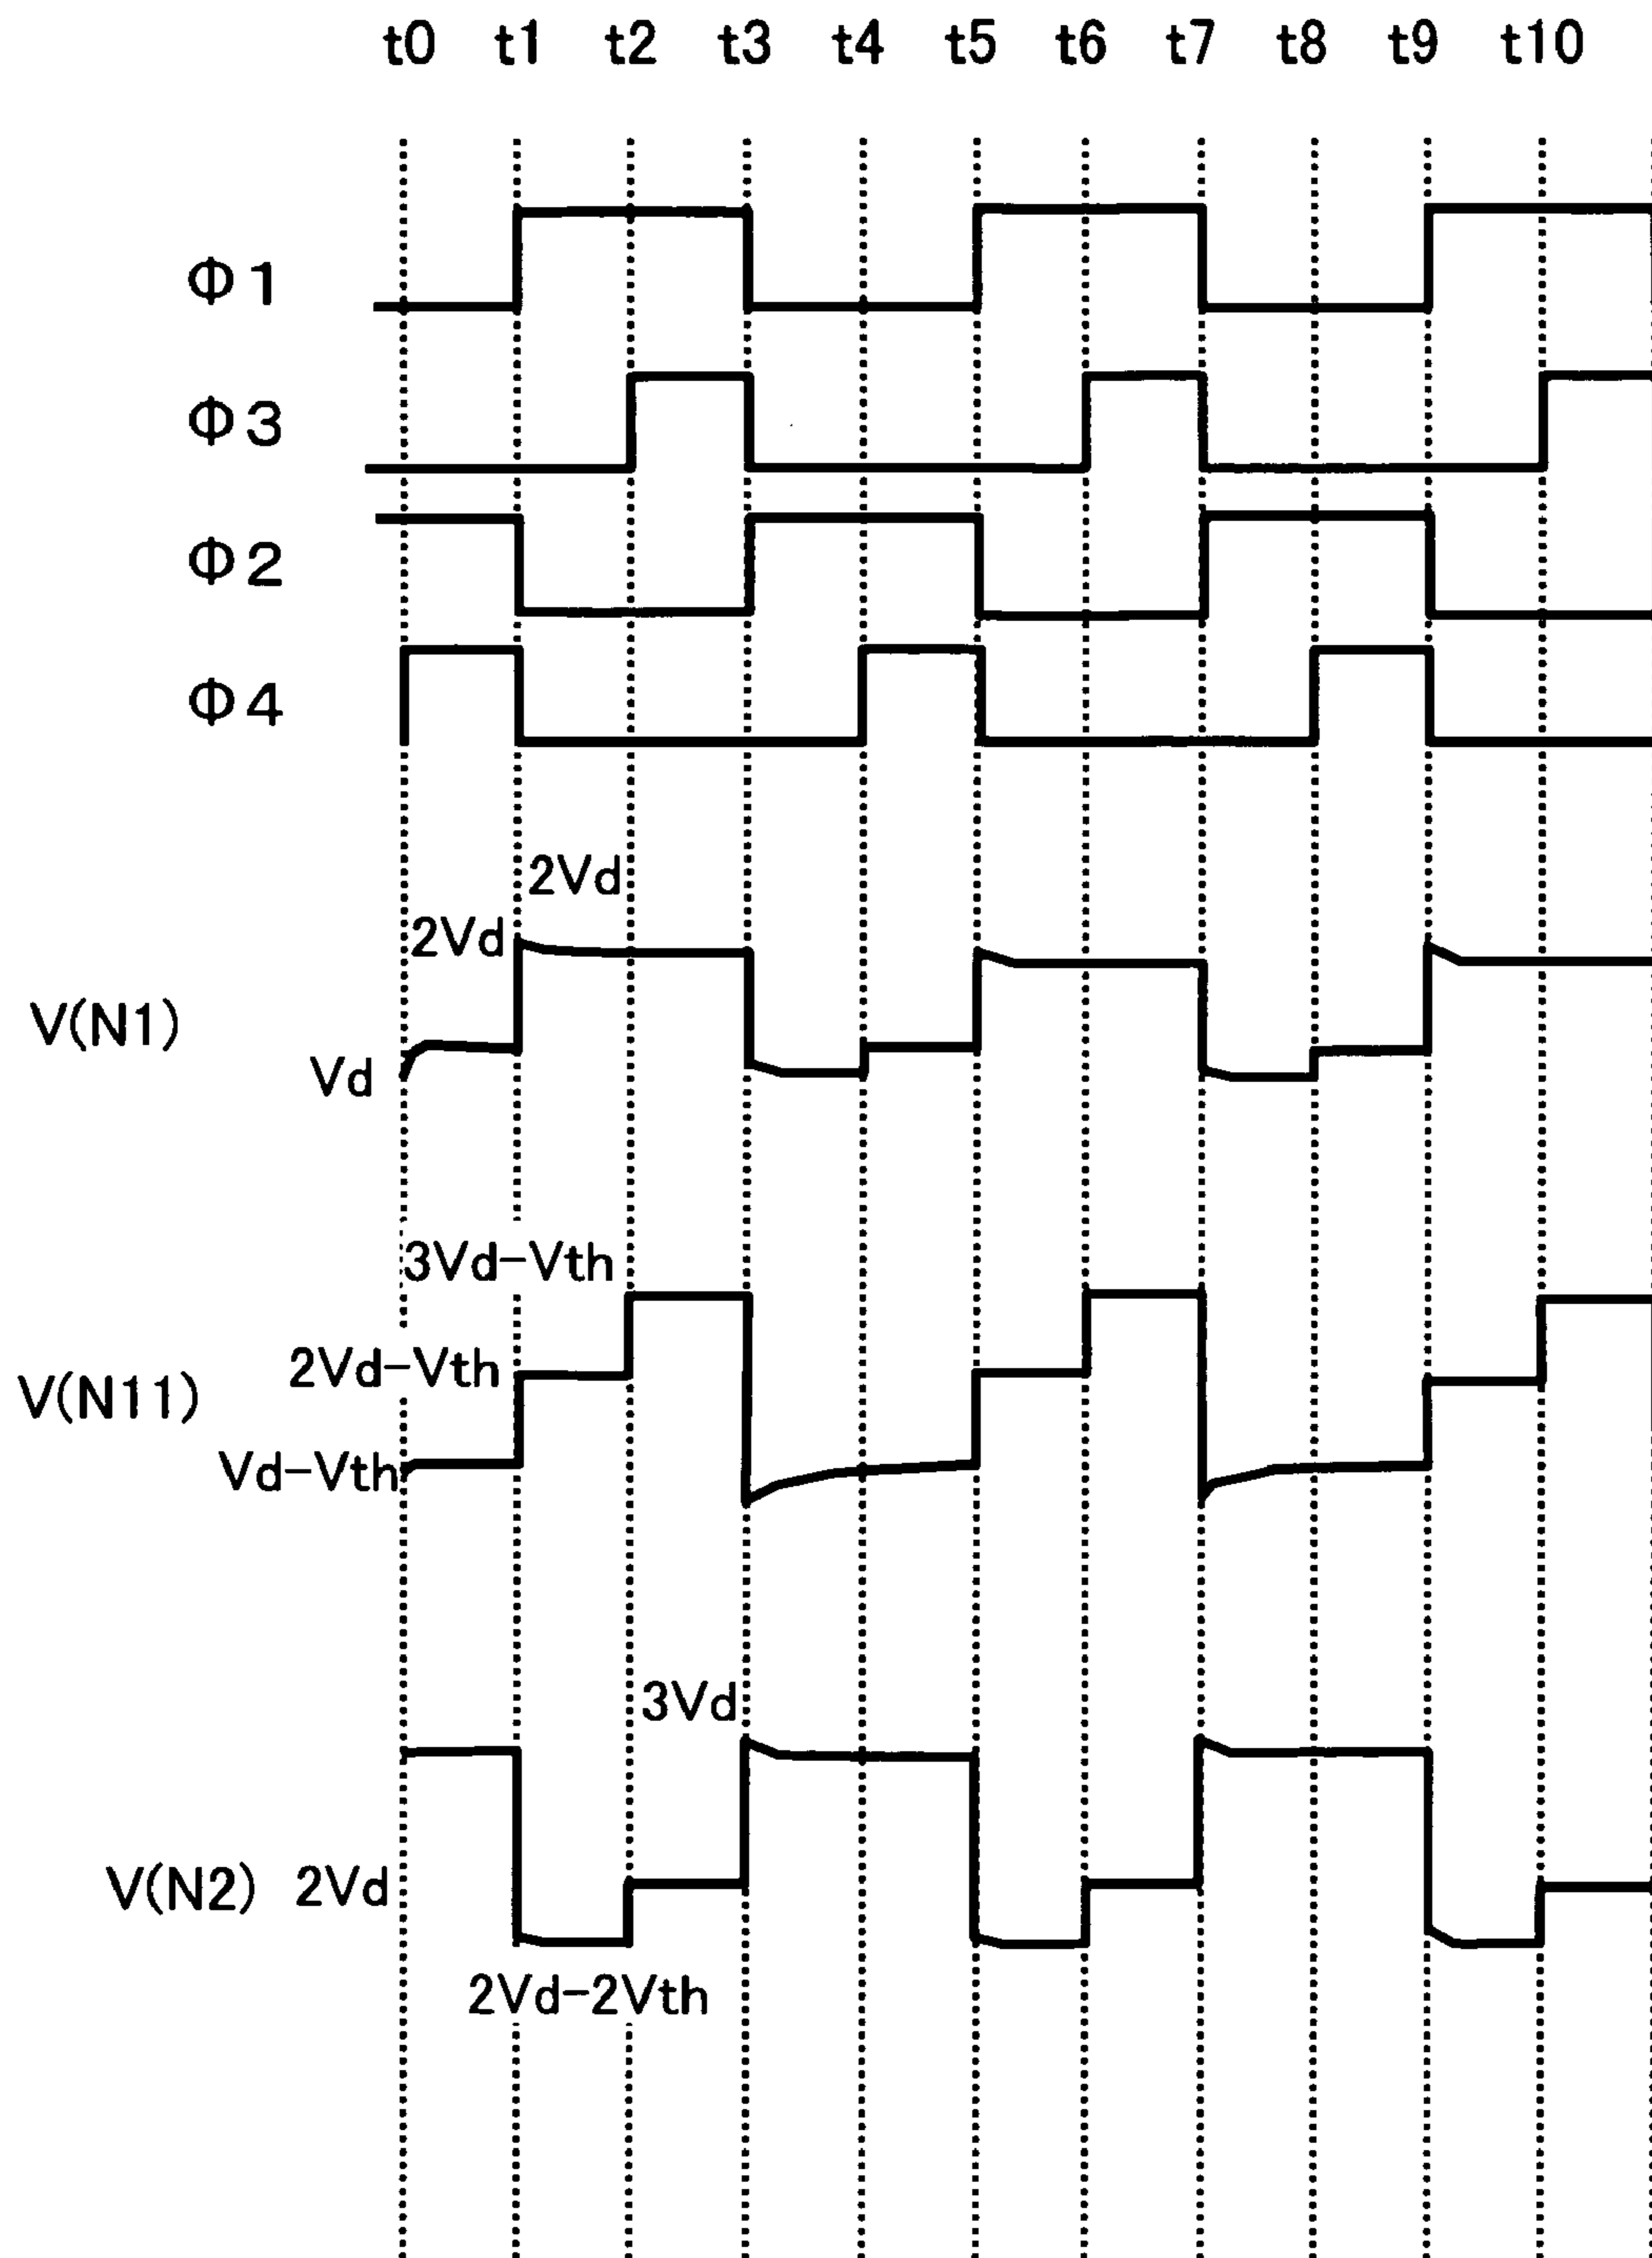 t0 t1 t2 t3 t4 t5 t6 t7 t8 t9 t10
Φ1
Φ3
Φ2
Φ4
2Vd
2Vd
V(N1)
Vd
3Vd-Vth
2Vd-Vth
V(N11)
Vd-Vth
3Vd
V(N2) 2Vd
2Vd-2Vth